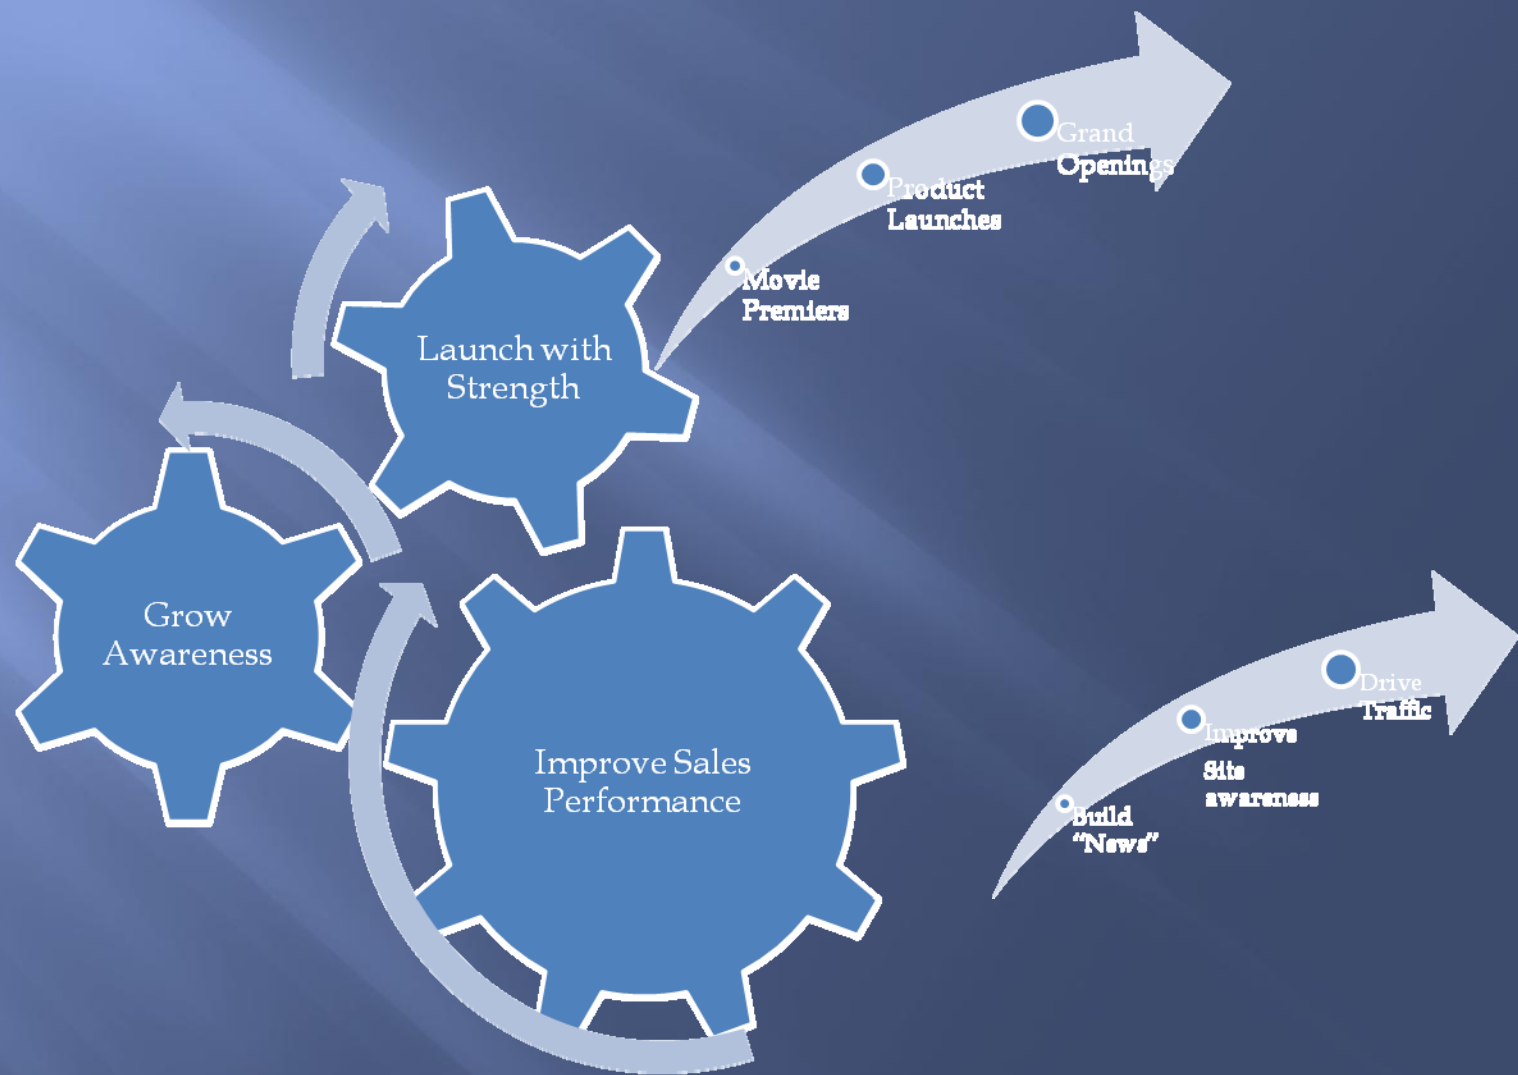 Grand
Openings
Product
Launches
Movie
Premiers
Launch with
Strength
Grow
Awareness
Improve Sales
Performance
Drive
Traffic
Improve
Site
awareness
Build
“News”